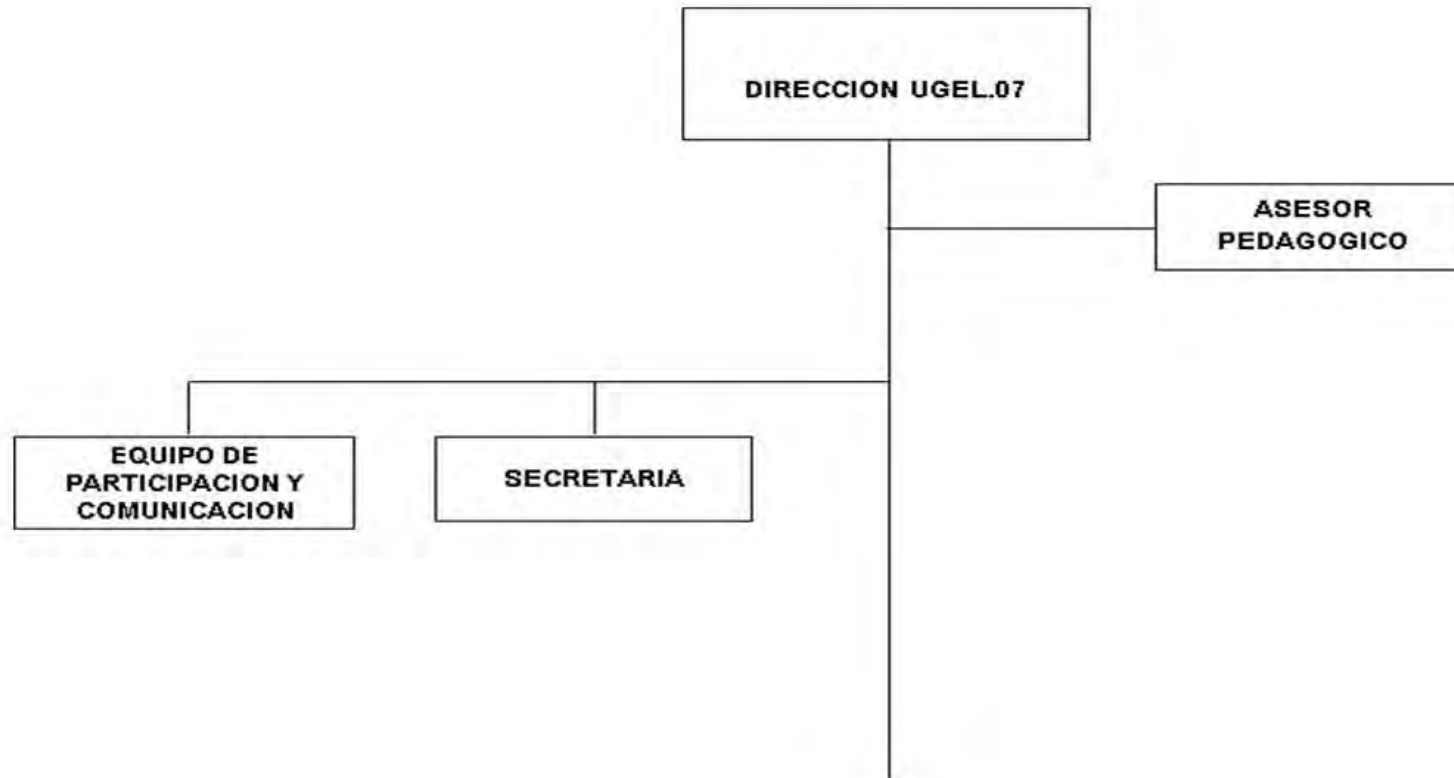 DIRECCION UGEL.07
ASESOR
PEDAGOGICO
EQUIPO DE
PARTICIPACION Y
COMUNICACION
SECRETARIA